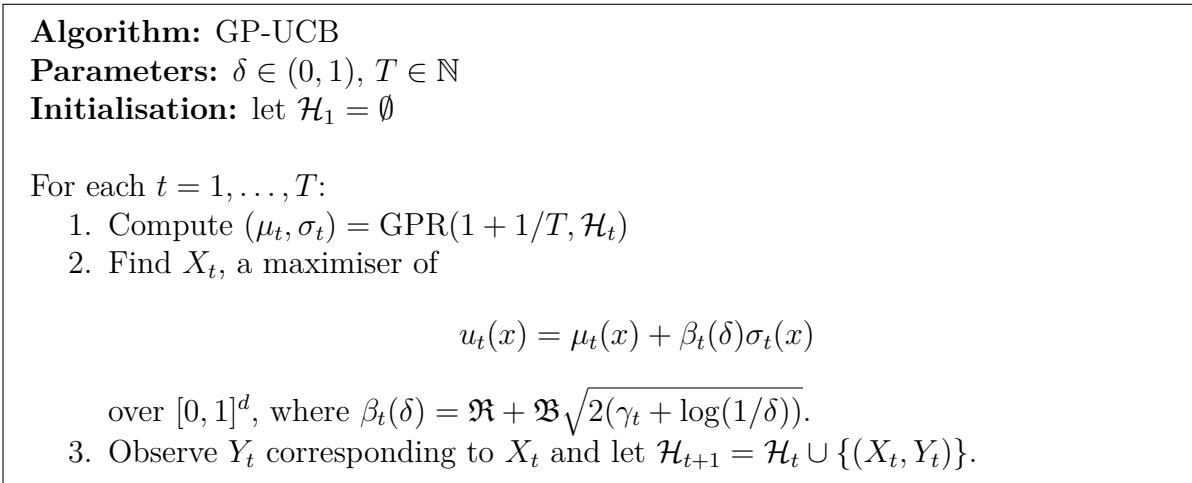 Algorithm: GP-UCB
Parameters: δ ∈ (0, 1), T ∈ ℕ
Initialisation: let ℋ₁ = ∅
For each t = 1, . . . , T:
1. Compute (μₜ, σₜ) = GPR(1 + 1/T, ℋₜ)
2. Find Xₜ, a maximiser of
uₜ(x) = μₜ(x) + βₜ(δ)σₜ(x)
over [0, 1]ᵈ, where βₜ(δ) = ℜ + 𝔅√(2(γₜ + log(1/δ))).
3. Observe Yₜ corresponding to Xₜ and let ℋₜ₊₁ = ℋₜ ∪ {(Xₜ, Yₜ)}.